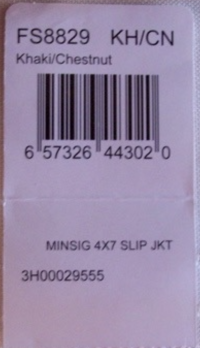 FS8829 KH/CN
Khaki/Chestnut
6 57326 44302 0
MINSIG 4X7 SLIP JKT
3H00029555